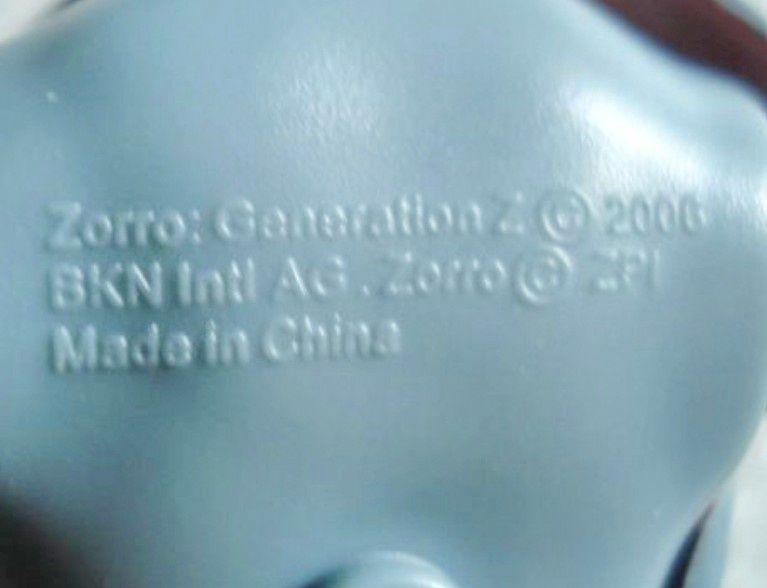 Zorro: Generation Z © 2006
BKN Intl AG . Zorro © ZPI
Made in China